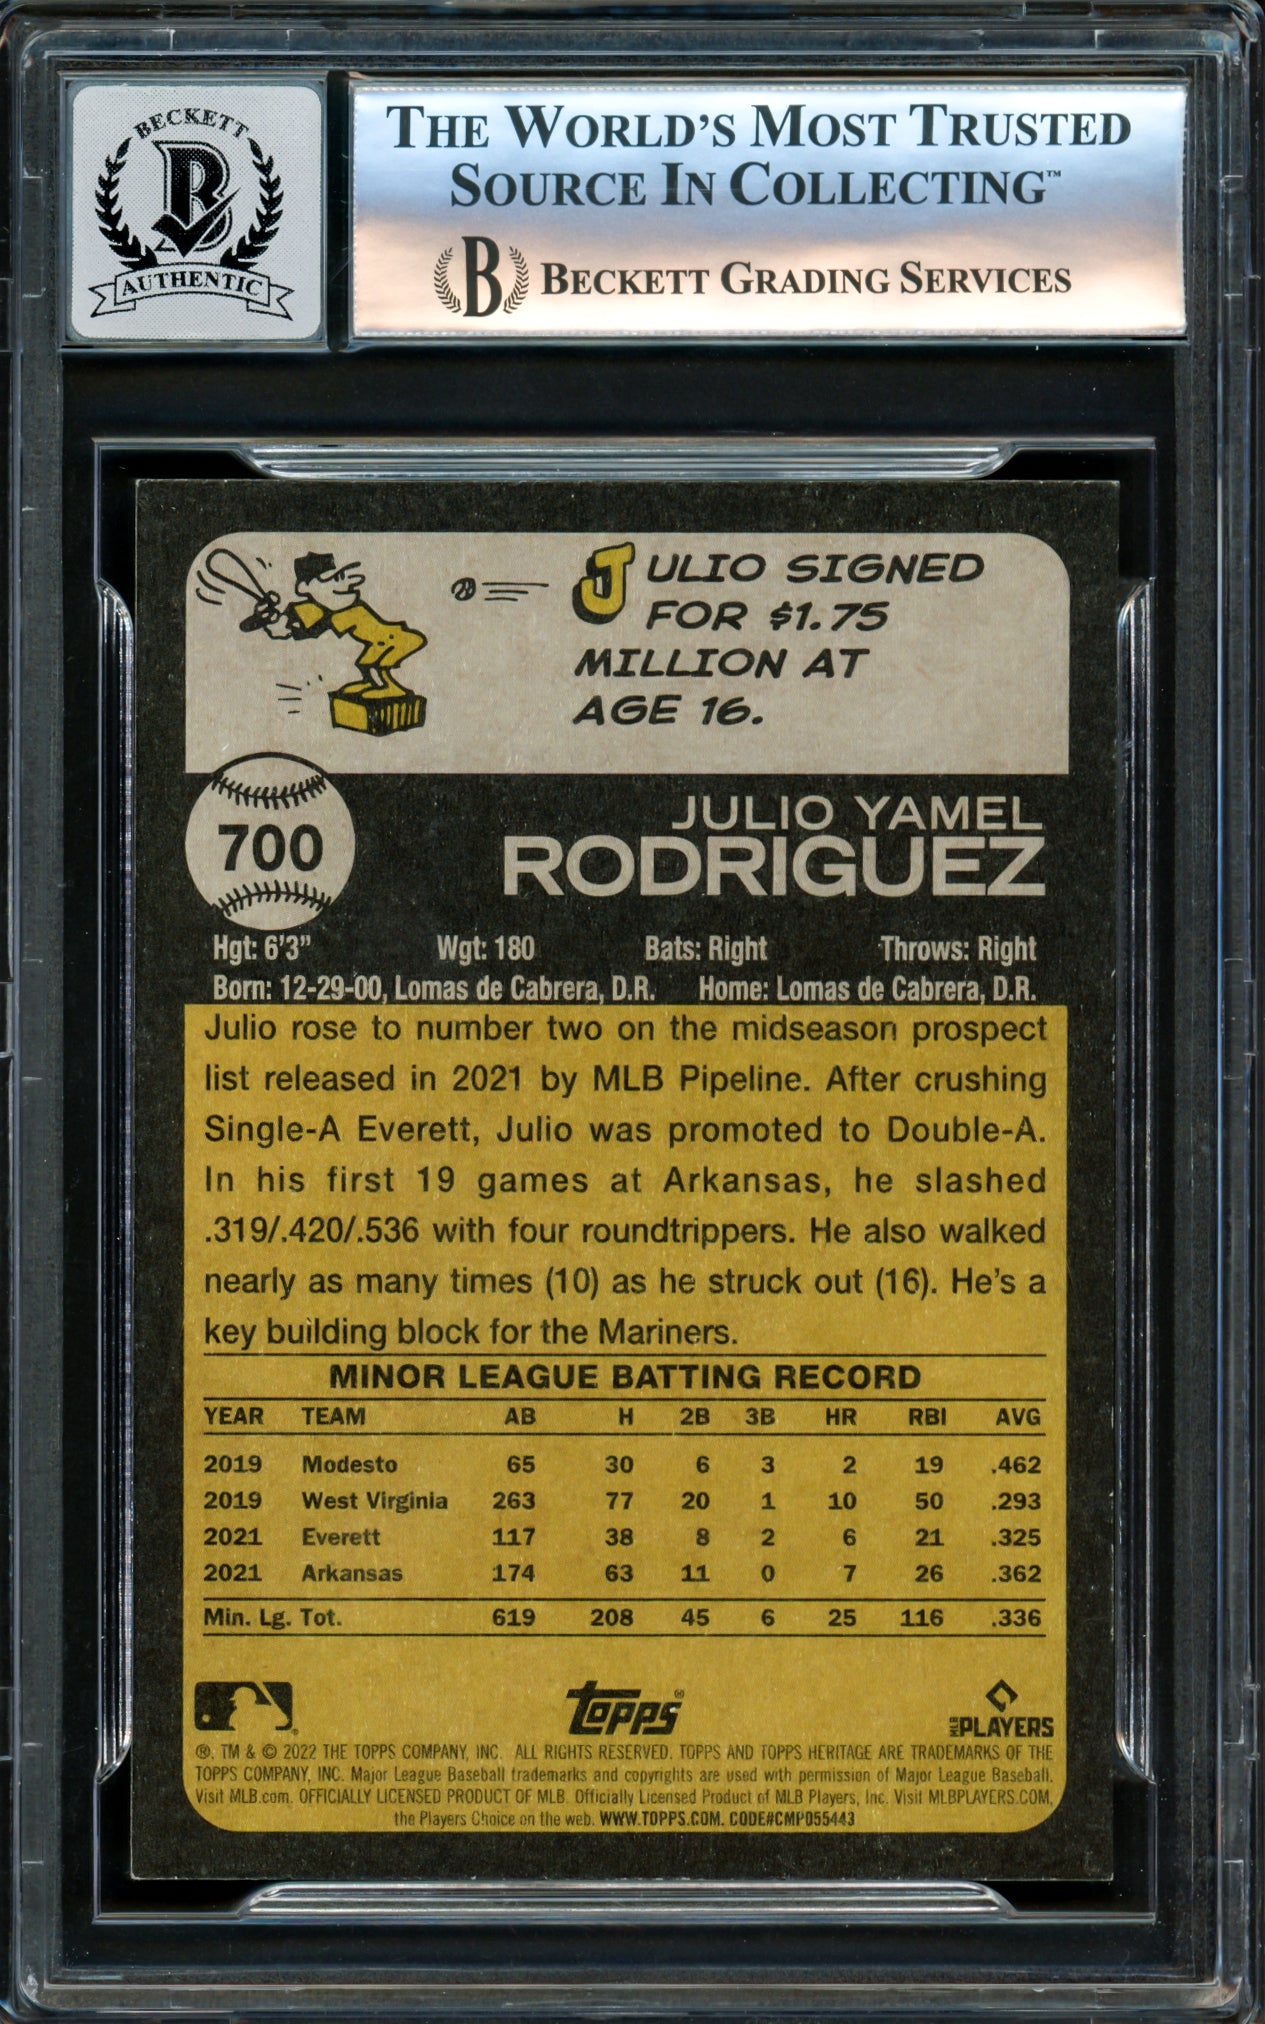 BECKETT
B
AUTHENTIC
THE WORLD'S MOST TRUSTED
SOURCE IN COLLECTING™
B BECKETT GRADING SERVICES
JULIO SIGNED
FOR $1.75
MILLION AT
AGE 16.
700
JULIO YAMEL
RODRIGUEZ
Hgt: 6'3" Wgt: 180 Bats: Right Throws: Right
Born: 12-29-00, Lomas de Cabrera, D.R. Home: Lomas de Cabrera, D.R.
Julio rose to number two on the midseason prospect
list released in 2021 by MLB Pipeline. After crushing
Single-A Everett, Julio was promoted to Double-A.
In his first 19 games at Arkansas, he slashed
.319/.420/.536 with four roundtrippers. He also walked
nearly as many times (10) as he struck out (16). He's a
key building block for the Mariners.
MINOR LEAGUE BATTING RECORD
YEAR TEAM AB H 2B 3B HR RBI AVG
2019 Modesto 65 30 6 3 2 19 .462
2019 West Virginia 263 77 20 1 10 50 .293
2021 Everett 117 38 8 2 6 21 .325
2021 Arkansas 174 63 11 0 7 26 .362
Min. Lg. Tot. 619 208 45 6 25 116 .336
Topps®
MLB PLAYERS
®, TM & © 2022 THE TOPPS COMPANY, INC. ALL RIGHTS RESERVED. TOPPS AND TOPPS HERITAGE ARE TRADEMARKS OF THE
TOPPS COMPANY, INC. Major League Baseball trademarks and copyrights are used with permission of Major League Baseball.
Visit MLB.com. OFFICIALLY LICENSED PRODUCT OF MLB Officially Licensed Product of MLB Players, Inc. Visit MLBPLAYERS.COM,
the Players Choice on the web. WWW.TOPPS.COM. CODE#CMP055443